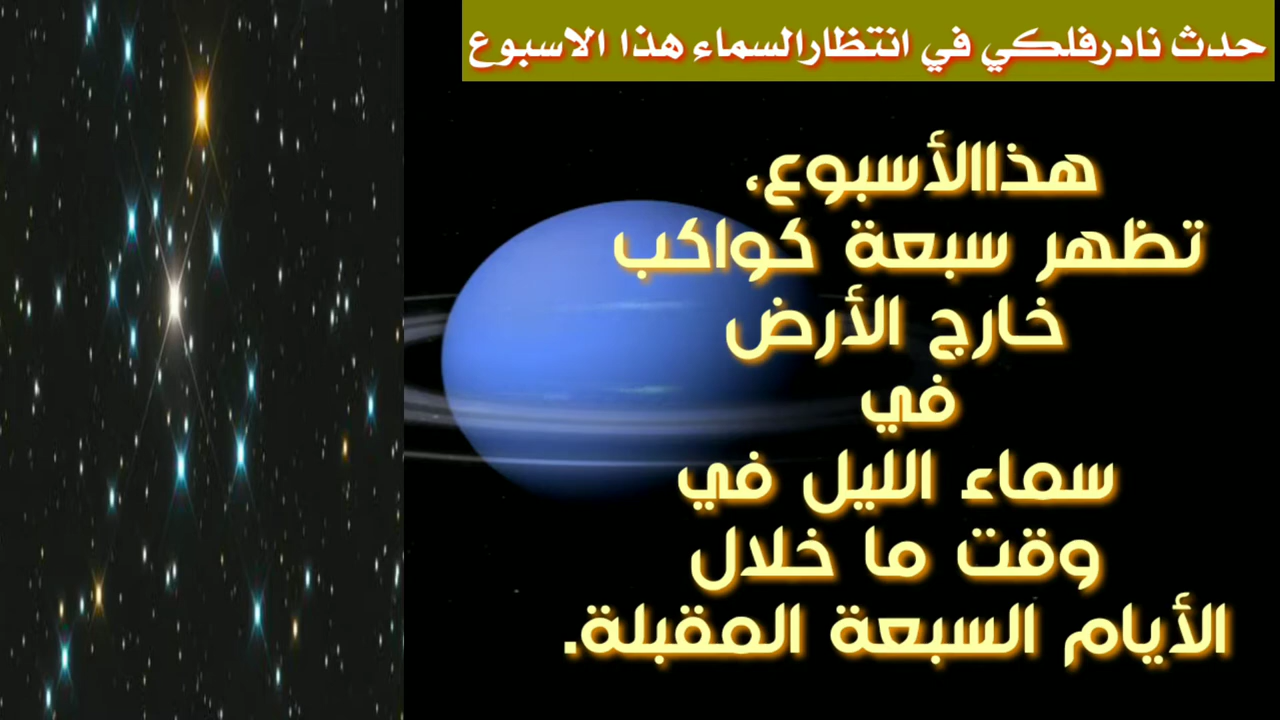 حدث نادرفلكي في انتظارالسماء هذا الاسبوع
هذاالأسبوع،
تظهر سبعة كواكب
خارج الأرض
في
سماء الليل في
وقت ما خلال
الأيام السبعة المقبلة.